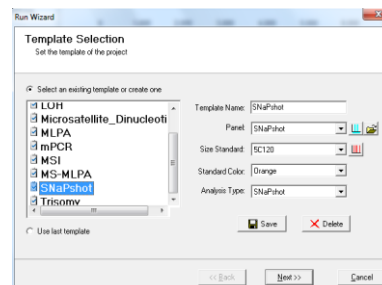 Run Wizard
Template Selection
Set the template of the project
Select an existing template or create one
LOH
Microsatellite_Dinucleoti
MLPA
mPCR
MSI
MS-MLPA
SNaPshot
Trisomy
Template Name: SNaPshot
Panel: SNaPshot
Size Standard: SC120
Standard Color: Orange
Analysis Type: SNaPshot
Save
Delete
Use last template
<< Back
Next >>
Cancel